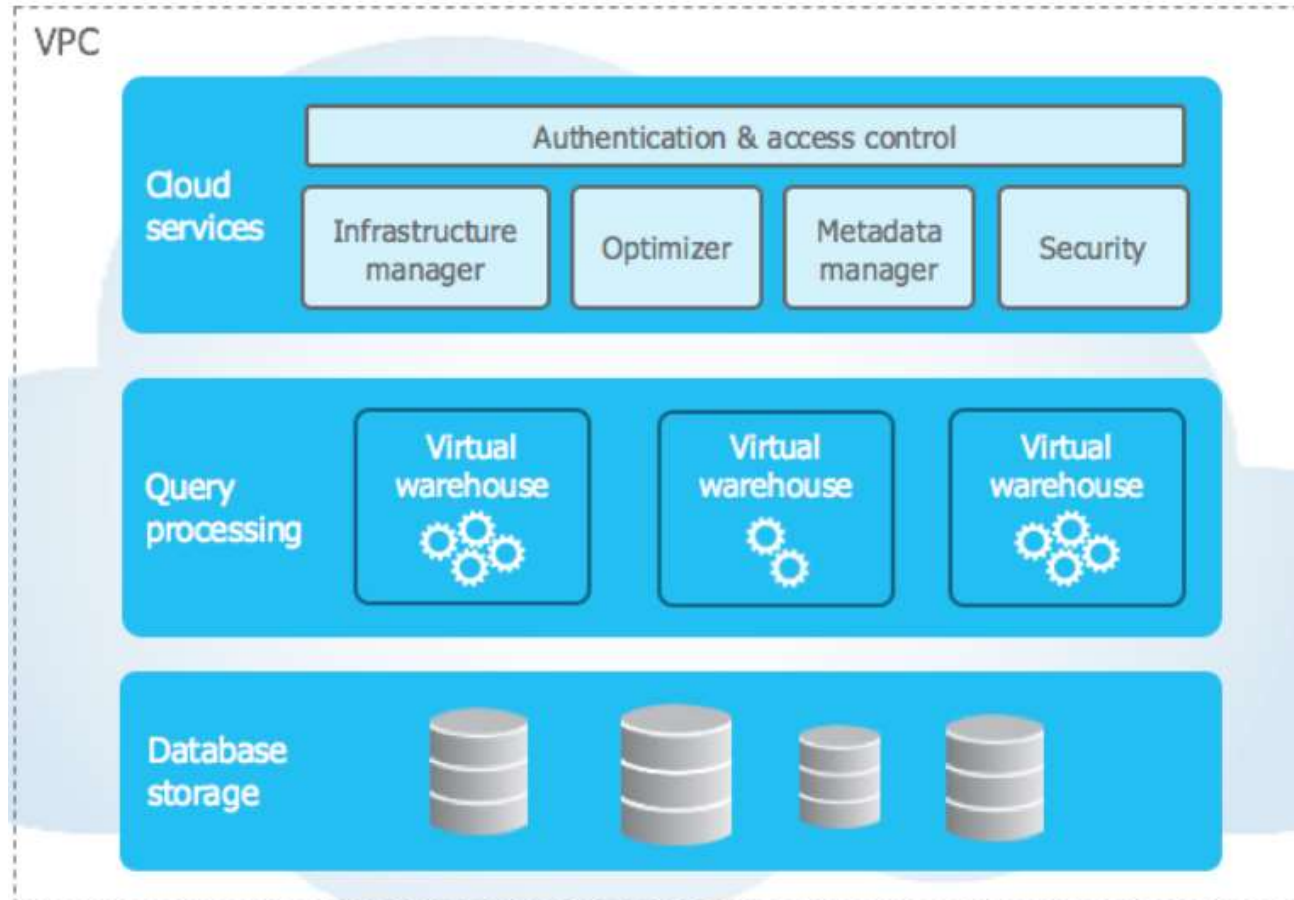 VPC
Authentication & access control
Cloud
services
Infrastructure
manager
Optimizer
Metadata
manager
Security
Query
processing
Virtual
warehouse
Virtual
warehouse
Virtual
warehouse
Database
storage